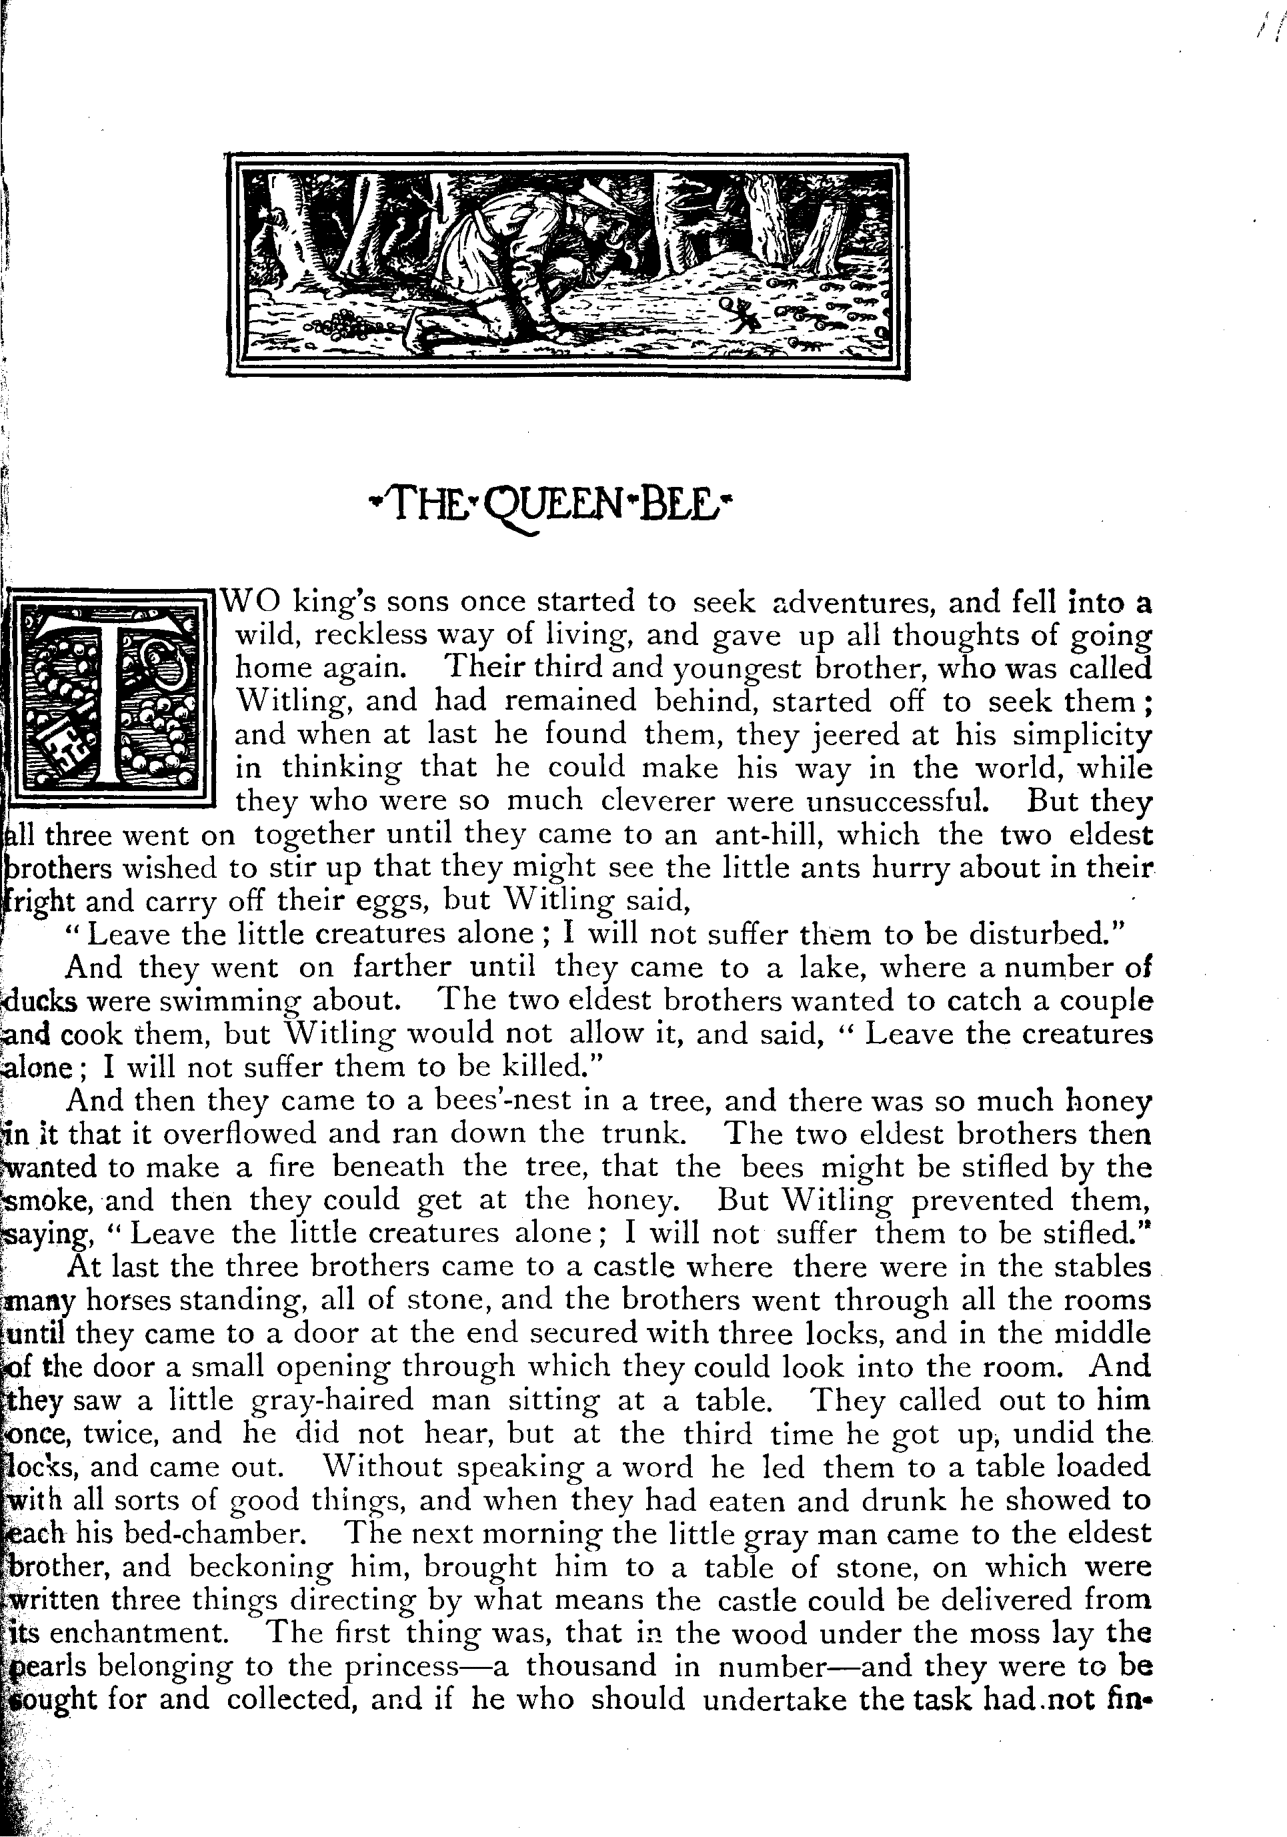 ·THE·QUEEN·BEE·
TWO king's sons once started to seek adventures, and fell into a
wild, reckless way of living, and gave up all thoughts of going
home again. Their third and youngest brother, who was called
Witling, and had remained behind, started off to seek them;
and when at last he found them, they jeered at his simplicity
in thinking that he could make his way in the world, while
they who were so much cleverer were unsuccessful. But they
all three went on together until they came to an ant-hill, which the two eldest
brothers wished to stir up that they might see the little ants hurry about in their
fright and carry off their eggs, but Witling said,
"Leave the little creatures alone; I will not suffer them to be disturbed."
And they went on farther until they came to a lake, where a number of
ducks were swimming about. The two eldest brothers wanted to catch a couple
and cook them, but Witling would not allow it, and said, "Leave the creatures
alone; I will not suffer them to be killed."
And then they came to a bees'-nest in a tree, and there was so much honey
in it that it overflowed and ran down the trunk. The two eldest brothers then
wanted to make a fire beneath the tree, that the bees might be stifled by the
smoke, and then they could get at the honey. But Witling prevented them,
saying, "Leave the little creatures alone; I will not suffer them to be stifled."
At last the three brothers came to a castle where there were in the stables
many horses standing, all of stone, and the brothers went through all the rooms
until they came to a door at the end secured with three locks, and in the middle
of the door a small opening through which they could look into the room. And
they saw a little gray-haired man sitting at a table. They called out to him
once, twice, and he did not hear, but at the third time he got up, undid the
locks, and came out. Without speaking a word he led them to a table loaded
with all sorts of good things, and when they had eaten and drunk he showed to
each his bed-chamber. The next morning the little gray man came to the eldest
brother, and beckoning him, brought him to a table of stone, on which were
written three things directing by what means the castle could be delivered from
its enchantment. The first thing was, that in the wood under the moss lay the
pearls belonging to the princess—a thousand in number—and they were to be
sought for and collected, and if he who should undertake the task had not fin-